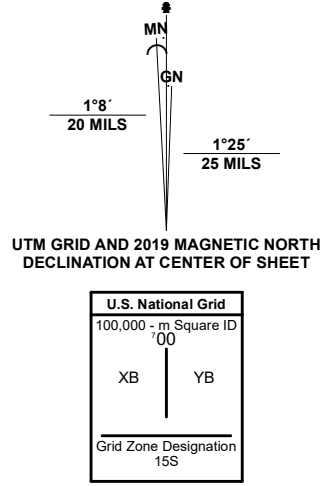 MN
GN
1°8´
20 MILS
1°25´
25 MILS
UTM GRID AND 2019 MAGNETIC NORTH
DECLINATION AT CENTER OF SHEET
U.S. National Grid
100,000 - m Square ID
⁷00
XB YB
Grid Zone Designation
15S